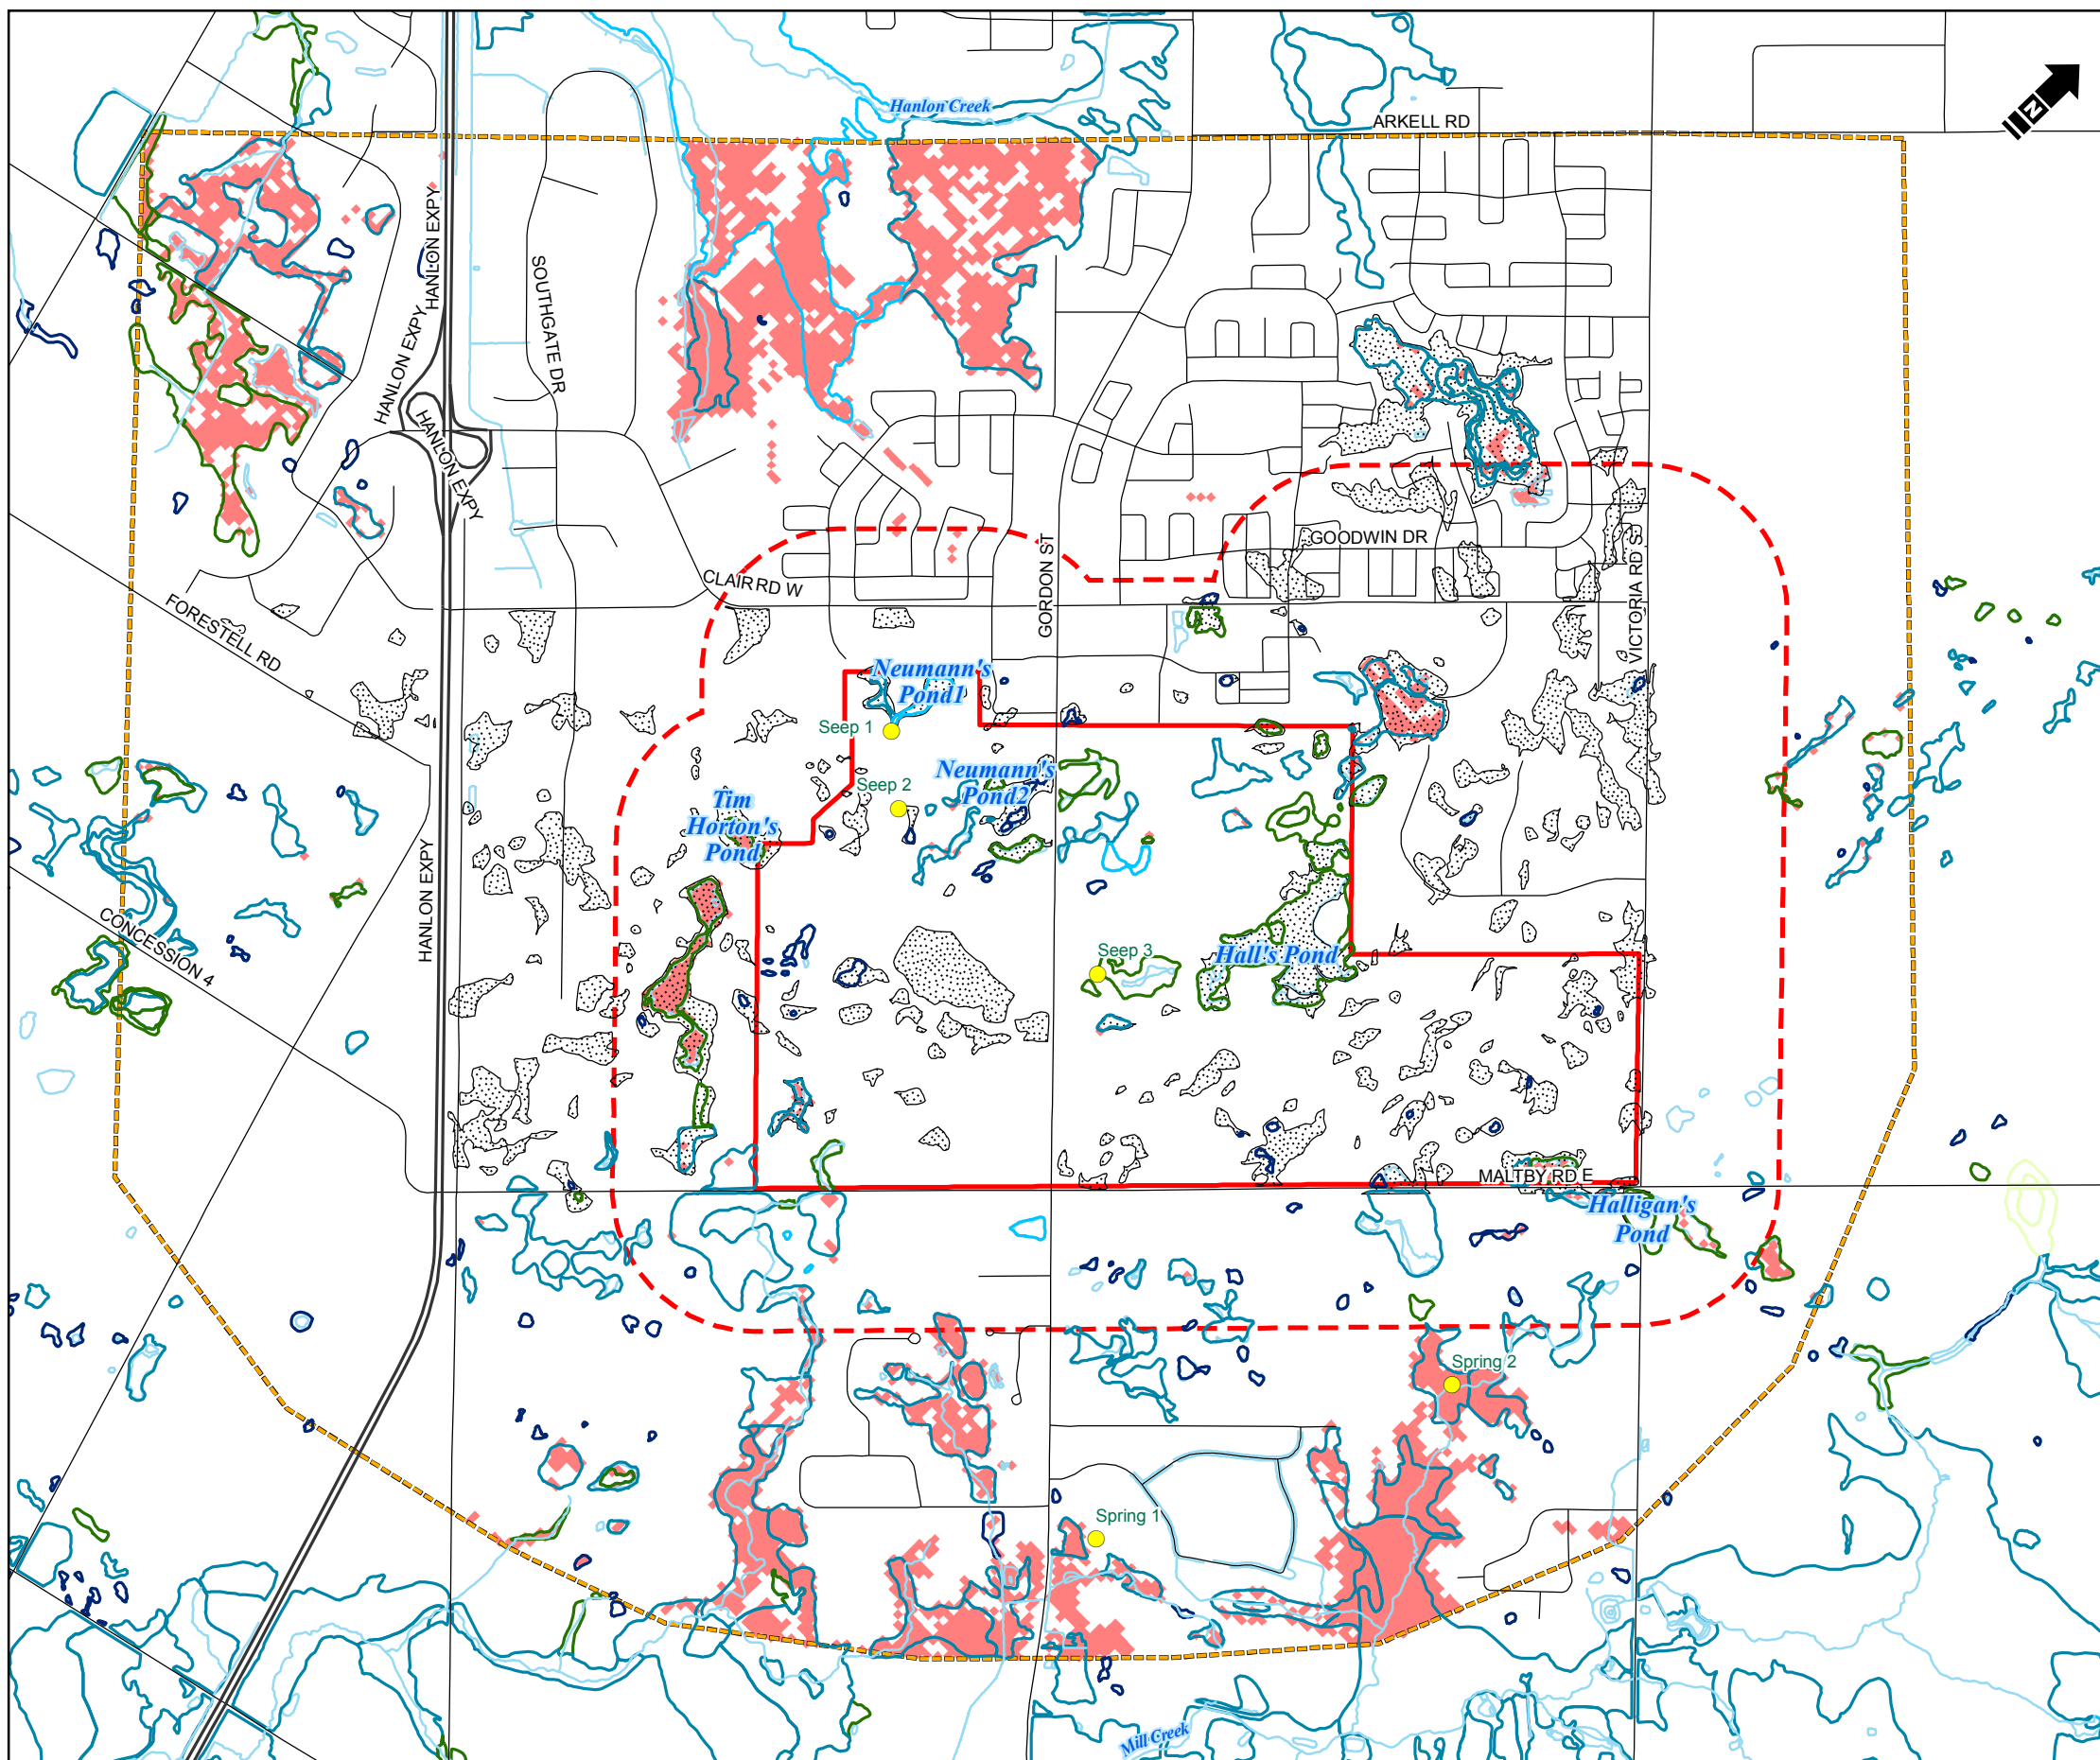 Hanlon Creek
ARKELL RD
N
HANLON EXPY
SOUTHGATE DR
HANLON EXPY
HANLON EXPY
GOODWIN DR
GORDON ST
VICTORIA RD S
CLAIR RD W
FORESTELL RD
Neumann's
Pond1
Seep 1
Neumann's
Pond2
Seep 2
Tim
Horton's
Pond
HANLON EXPY
CONCESSION 4
Seep 3
Hall's Pond
MALTBY RD E
Halligan's
Pond
Spring 2
Spring 1
Mill Creek